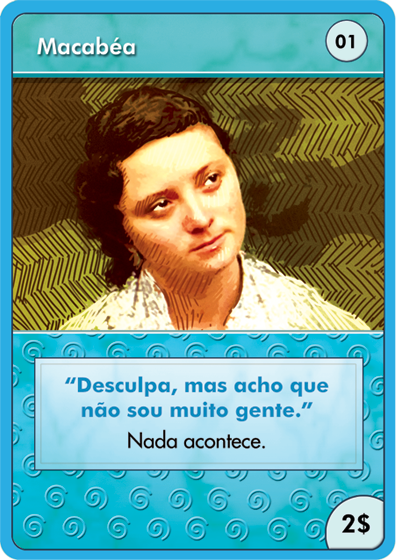 Macabéa
01
“Desculpa, mas acho que
não sou muito gente.”
Nada acontece.
2$